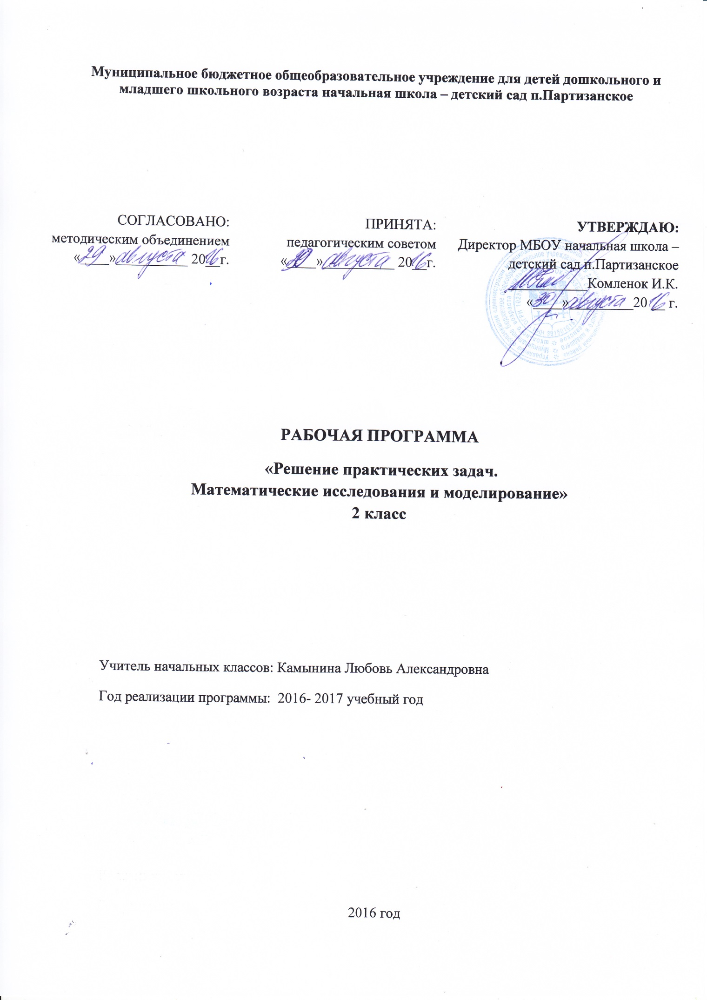 Муниципальное бюджетное общеобразовательное учреждение для детей дошкольного и
младшего школьного возраста начальная школа – детский сад п.Партизанское
СОГЛАСОВАНО:
методическим объединением
«29» августа 2016г.
ПРИНЯТА:
педагогическим советом
« » августа 2016г.
УТВЕРЖДАЮ:
Директор МБОУ начальная школа –
детский сад п.Партизанское
Комленок И.К.
«30» августа 2016 г.
РАБОЧАЯ ПРОГРАММА
«Решение практических задач.
Математические исследования и моделирование»
2 класс
Учитель начальных классов: Камынина Любовь Александровна
Год реализации программы: 2016- 2017 учебный год
2016 год